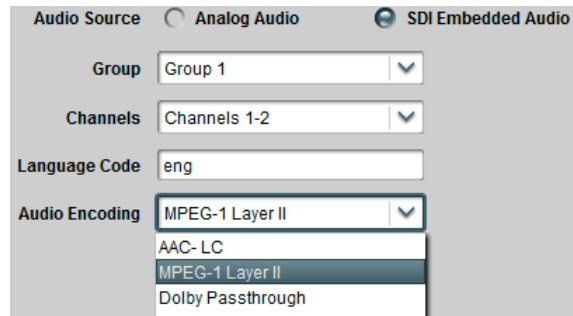 Audio Source Analog Audio SDI Embedded Audio
Group Group 1
Channels Channels 1-2
Language Code eng
Audio Encoding MPEG-1 Layer II
AAC- LC
MPEG-1 Layer II
Dolby Passthrough